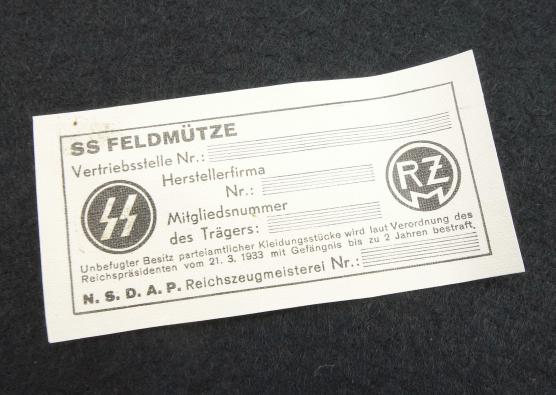 SS FELDMÜTZE
Vertriebsstelle Nr.:
Herstellerfirma
Nr.:
Mitgliedsnummer
des Trägers:
RZM
Unbefugter Besitz parteiamtlicher Kleidungsstücke wird laut Verordnung des
Reichspräsidenten vom 21. 3. 1933 mit Gefängnis bis zu 2 Jahren bestraft.
N. S. D. A. P. Reichszeugmeisterei Nr.: